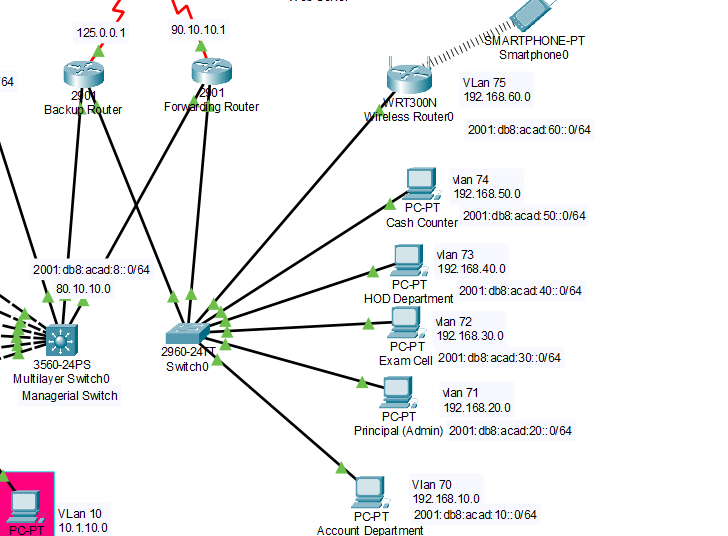 125.0.0.1
90.10.10.1
2901
Backup Router
2901
Forwarding Router
/64
SMARTPHONE-PT
Smartphone0
WRT300N
Wireless Router0
VLan 75
192.168.60.0
2001:db8:acad:60::0/64
vlan 74
192.168.50.0
PC-PT
Cash Counter
2001:db8:acad:50::0/64
vlan 73
192.168.40.0
PC-PT
HOD Department
2001:db8:acad:40::0/64
vlan 72
192.168.30.0
PC-PT
Exam Cell
2001:db8:acad:30::0/64
2001:db8:acad:8::0/64
80.10.10.0
3560-24PS
Multilayer Switch0
Managerial Switch
2960-24TT
Switch0
vlan 71
192.168.20.0
PC-PT
Principal (Admin)
2001:db8:acad:20::0/64
Vlan 70
192.168.10.0
PC-PT
2001:db8:acad:10::0/64
Account Department
VLan 10
10.1.10.0
PC-PT